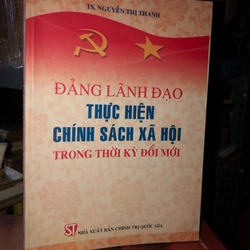 TS. NGUYỄN THỊ THANH
ĐẢNG LÃNH ĐẠO
THỰC HIỆN
CHÍNH SÁCH XÃ HỘI
TRONG THỜI KỲ ĐỔI MỚI
ST
NHÀ XUẤT BẢN CHÍNH TRỊ QUỐC GIA